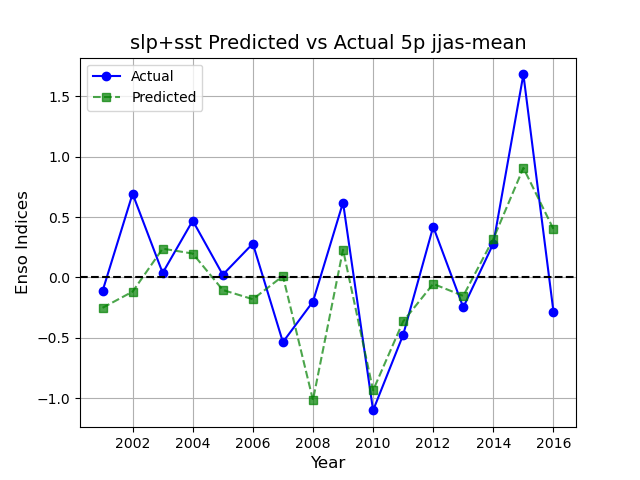 slp+sst Predicted vs Actual 5p jjas-mean
Actual
Predicted
Enso Indices
1.5
1.0
0.5
0.0
−0.5
−1.0
2002 2004 2006 2008 2010 2012 2014 2016
Year